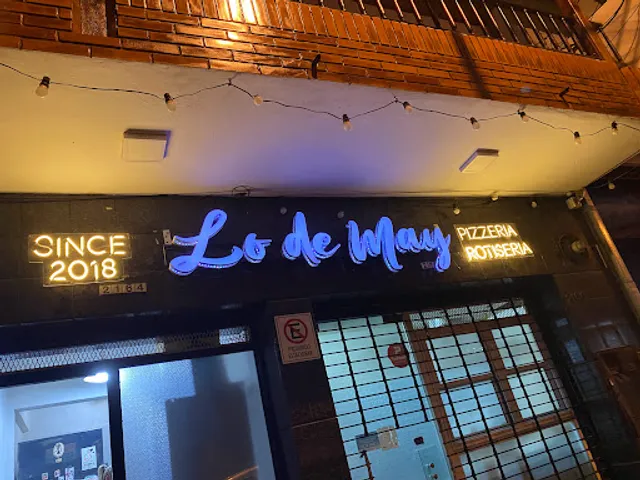 SINCE
2018
Lo de May
PIZZERIA
ROTISERIA
2184
E